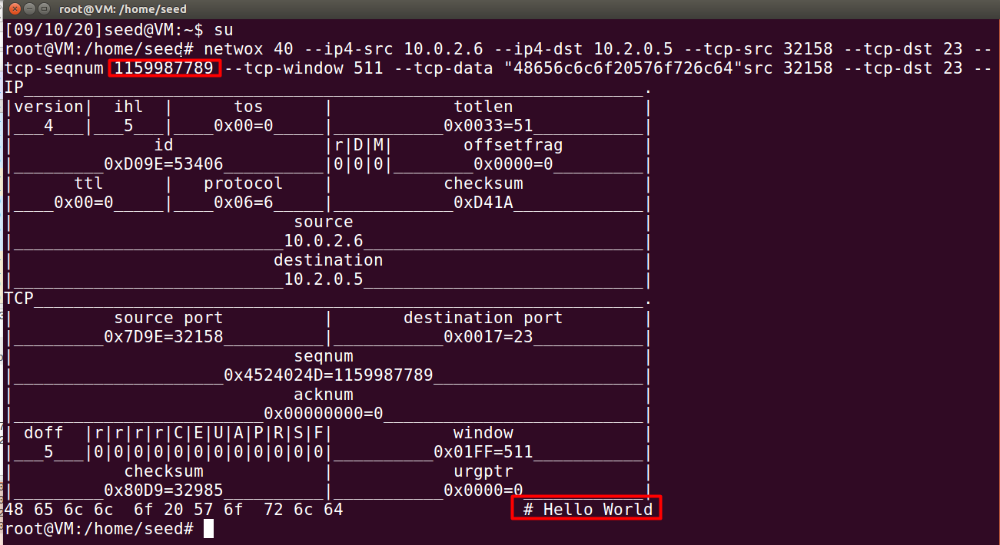 root@VM: /home/seed
[09/10/20]seed@VM:~$ su
root@VM:/home/seed# netwox 40 --ip4-src 10.0.2.6 --ip4-dst 10.2.0.5 --tcp-src 32158 --tcp-dst 23 --
tcp-seqnum 1159987789 --tcp-window 511 --tcp-data "48656c6c6f20576f726c64"src 32158 --tcp-dst 23 --
IP______________________________________________________________.
|version|  ihl  |      tos      |            totlen             |
|___4___|___5___|____0x00=0_____|___________0x0033=51___________|
|              id               |r|D|M|       offsetfrag        |
|_________0xD09E=53406__________|0|0|0|________0x0000=0_________|
|      ttl      |   protocol    |           checksum            |
|____0x00=0_____|____0x06=6_____|____________0xD41A_____________|
|                            source                             |
|___________________________10.0.2.6____________________________|
|                          destination                          |
|___________________________10.2.0.5____________________________|
TCP_____________________________________________________________.
|          source port          |       destination port        |
|_________0x7D9E=32158__________|___________0x0017=23___________|
|                            seqnum                             |
|_____________________0x4524024D=1159987789_____________________|
|                            acknum                             |
|_________________________0x00000000=0__________________________|
| doff  |r|r|r|r|C|E|U|A|P|R|S|F|            window             |
|___5___|0|0|0|0|0|0|0|0|0|0|0|0|__________0x01FF=511___________|
|           checksum            |            urgptr             |
|_________0x80D9=32985__________|___________0x0000=0____________|
48 65 6c 6c  6f 20 57 6f  72 6c 64                  # Hello World
root@VM:/home/seed#